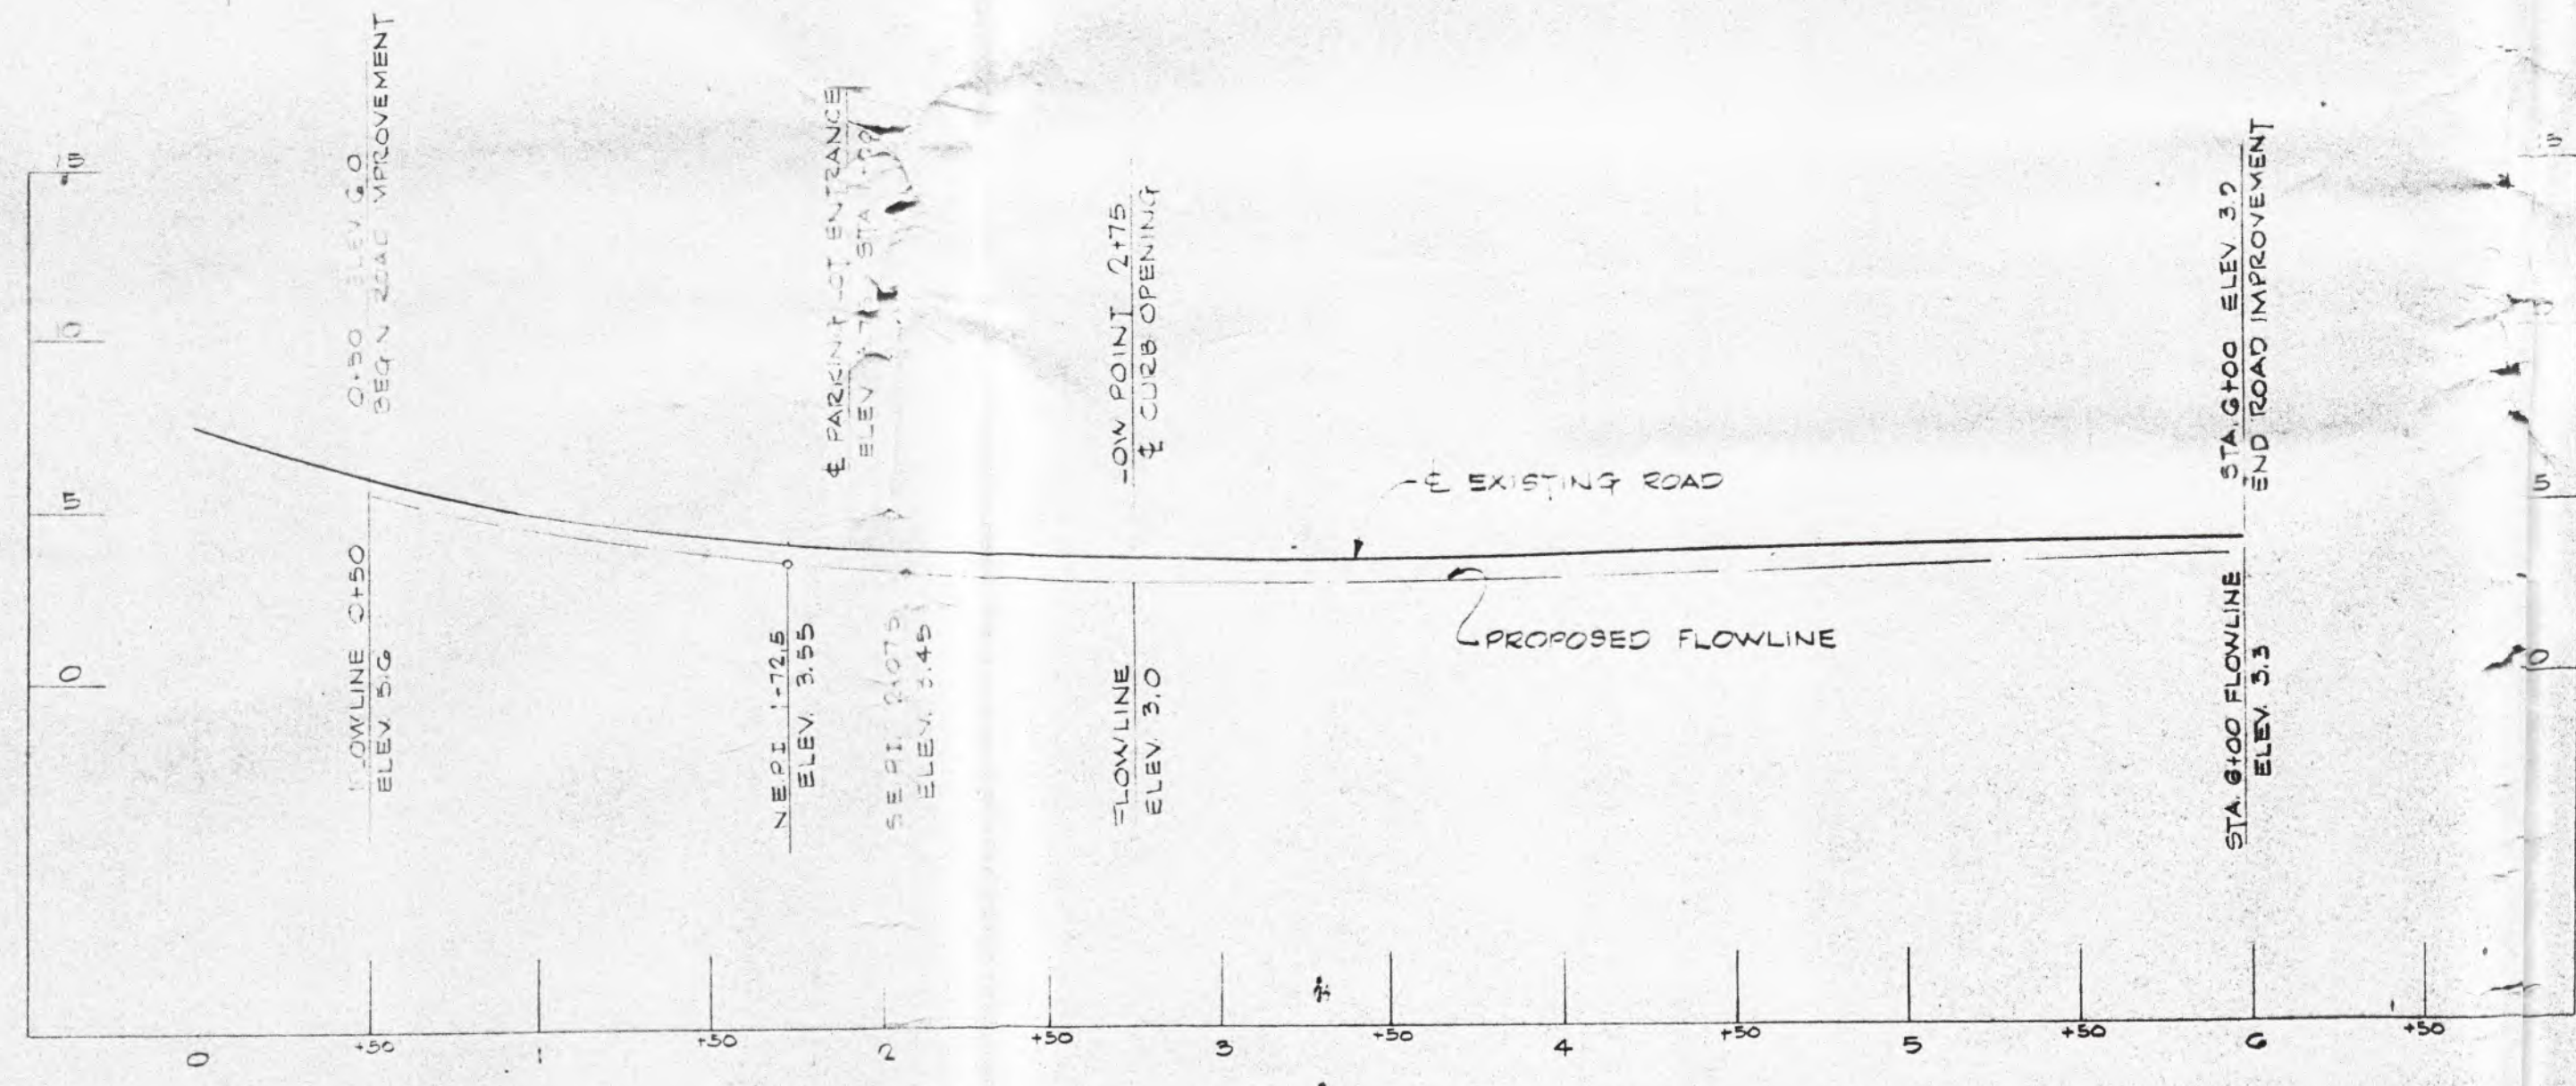 15
10
5
0
0+50 ELEV 6.0
BEGIN ROAD IMPROVEMENT
FLOWLINE 0+50
ELEV 5.6
℄ PARKING LOT ENTRANCE
ELEV STA
N.E.P.I. 1+72.5
ELEV. 3.55
S.E. P.I. 2+07.5
ELEV. 3.45
LOW POINT 2+75
℄ CURB OPENING
FLOWLINE
ELEV. 3.0
℄ EXISTING ROAD
PROPOSED FLOWLINE
STA. 6+00 ELEV. 3.9
END ROAD IMPROVEMENT
STA. 6+00 FLOWLINE
ELEV. 3.3
15
5
0
0 +50 1 +50 2 +50 3 +50 4 +50 5 +50 6 +50